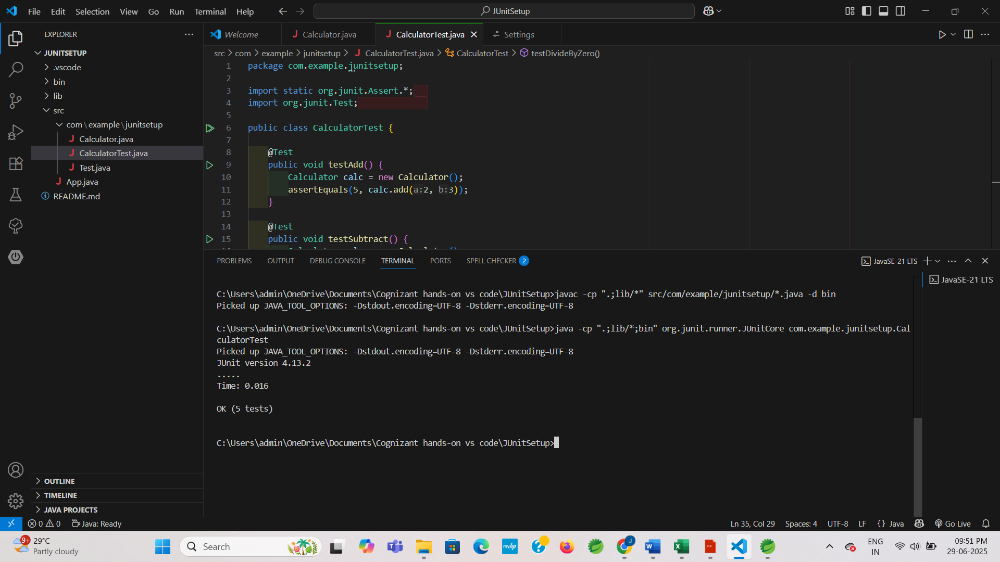 File Edit Selection View Go Run Terminal Help
JUnitSetup
EXPLORER
JUNITSETUP
.vscode
bin
lib
src
com\example\junitsetup
Calculator.java
CalculatorTest.java
Test.java
App.java
README.md
OUTLINE
TIMELINE
JAVA PROJECTS
Welcome Calculator.java CalculatorTest.java Settings
src > com > example > junitsetup > CalculatorTest.java > CalculatorTest > testDivideByZero()
1 package com.example.junitsetup;
2
3 import static org.junit.Assert.*;
4 import org.junit.Test;
5
6 public class CalculatorTest {
7
8 @Test
9 public void testAdd() {
10 Calculator calc = new Calculator();
11 assertEquals(5, calc.add(a:2, b:3));
12 }
13
14 @Test
15 public void testSubtract() {
PROBLEMS OUTPUT DEBUG CONSOLE TERMINAL PORTS SPELL CHECKER 2
JavaSE-21 LTS
JavaSE-21 LTS
C:\Users\admin\OneDrive\Documents\Cognizant hands-on vs code\JUnitSetup>javac -cp ".;lib/*" src/com/example/junitsetup/*.java -d bin
Picked up JAVA_TOOL_OPTIONS: -Dstdout.encoding=UTF-8 -Dstderr.encoding=UTF-8
C:\Users\admin\OneDrive\Documents\Cognizant hands-on vs code\JUnitSetup>java -cp ".;lib/*;bin" org.junit.runner.JUnitCore com.example.junitsetup.Cal
culatorTest
Picked up JAVA_TOOL_OPTIONS: -Dstdout.encoding=UTF-8 -Dstderr.encoding=UTF-8
JUnit version 4.13.2
.....
Time: 0.016
OK (5 tests)
C:\Users\admin\OneDrive\Documents\Cognizant hands-on vs code\JUnitSetup>
0 0 Java: Ready
Ln 35, Col 29 Spaces: 4 UTF-8 LF {} Java Go Live
9+
29°C
Partly cloudy
Search
myhp
J
PDF
ENG
IN
09:51 PM
29-06-2025